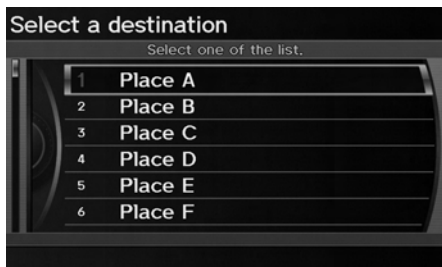 Select a destination
Select one of the list.
1 Place A
2 Place B
3 Place C
4 Place D
5 Place E
6 Place F